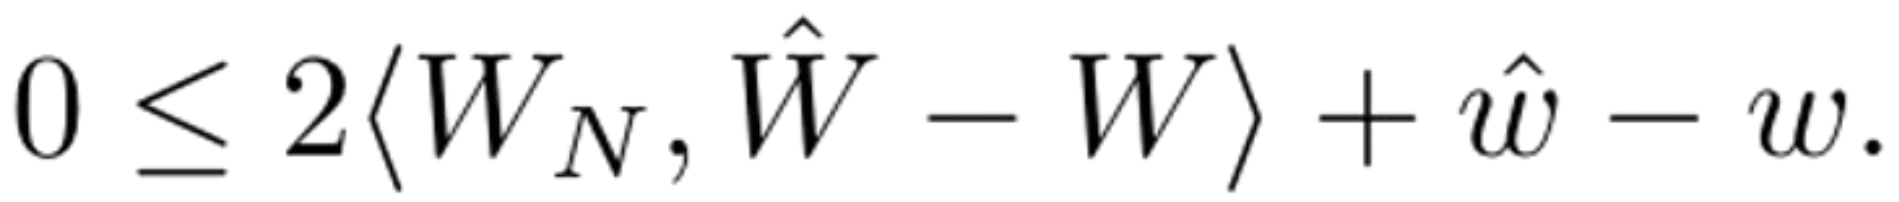 0 ≤ 2⟨W_N, Ŵ − W⟩ + ŵ − w.